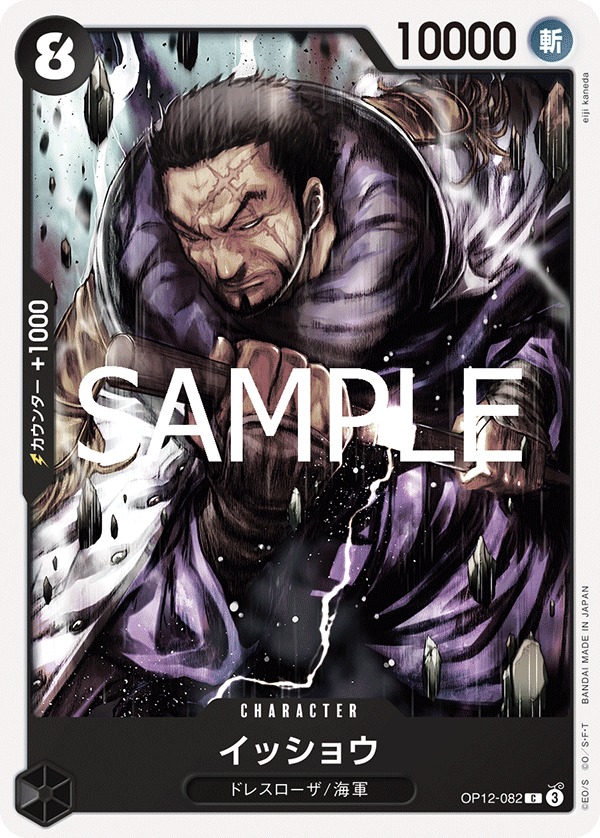 8
10000
斬
eiji kaneda
カウンター +1000
SAMPLE
CHARACTER
イッショウ
ドレスローザ/海軍
OP12-082 C 3
©EO/S ©O/S・F・T BANDAI MADE IN JAPAN